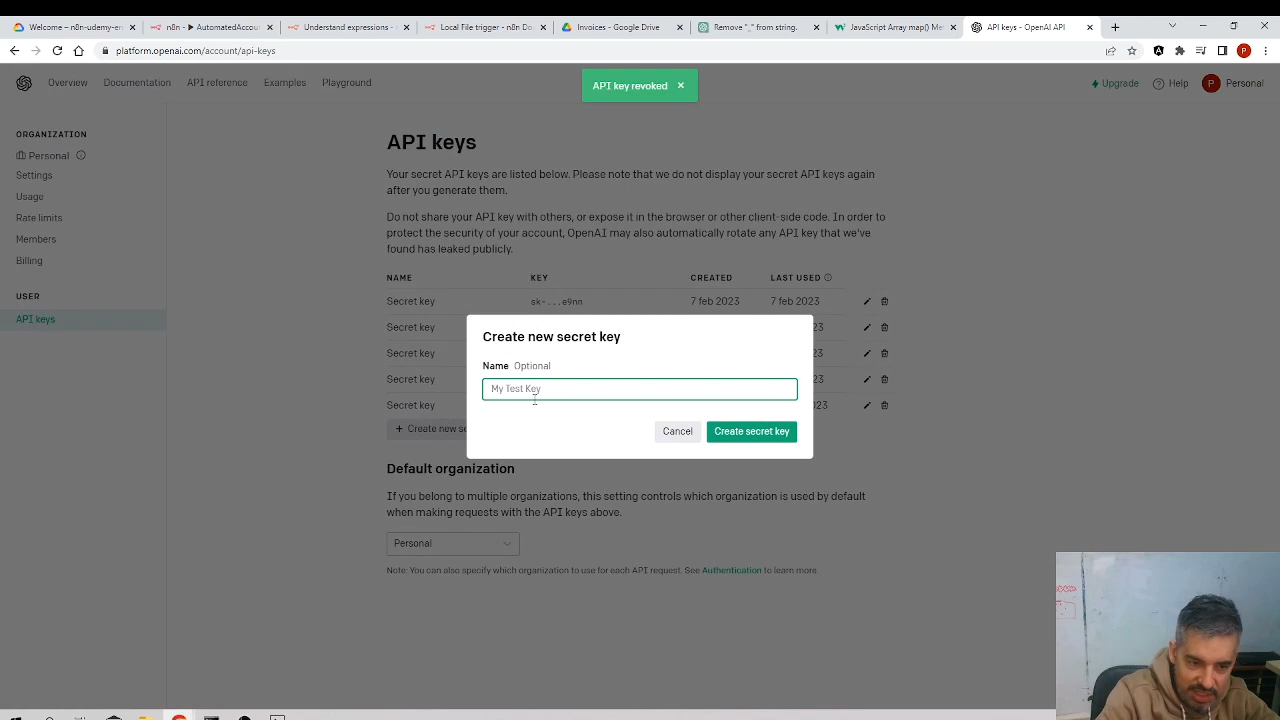 Welcome – n8n-udemy-en
n8n - ▶ AutomatedAccou
Understand expressions -
Local File trigger - n8n Do
Invoices - Google Drive
Remove "_" from string.
JavaScript Array map() Me
API keys - OpenAI API
platform.openai.com/account/api-keys
P
Overview
Documentation
API reference
Examples
Playground
API key revoked
Upgrade
Help
P
Personal
ORGANIZATION
Personal
Settings
Usage
Rate limits
Members
Billing
USER
API keys
API keys
Your secret API keys are listed below. Please note that we do not display your secret API keys again
after you generate them.
Do not share your API key with others, or expose it in the browser or other client-side code. In order to
protect the security of your account, OpenAI may also automatically rotate any API key that we've
found has leaked publicly.
NAME KEY CREATED LAST USED
Secret key sk-...e9nn 7 feb 2023 7 feb 2023
Secret key 23
Secret key 23
Secret key 23
Secret key 023
+ Create new se
Create new secret key
Name Optional
My Test Key
Cancel
Create secret key
Default organization
If you belong to multiple organizations, this setting controls which organization is used by default
when making requests with the API keys above.
Personal
Note: You can also specify which organization to use for each API request. See Authentication to learn more